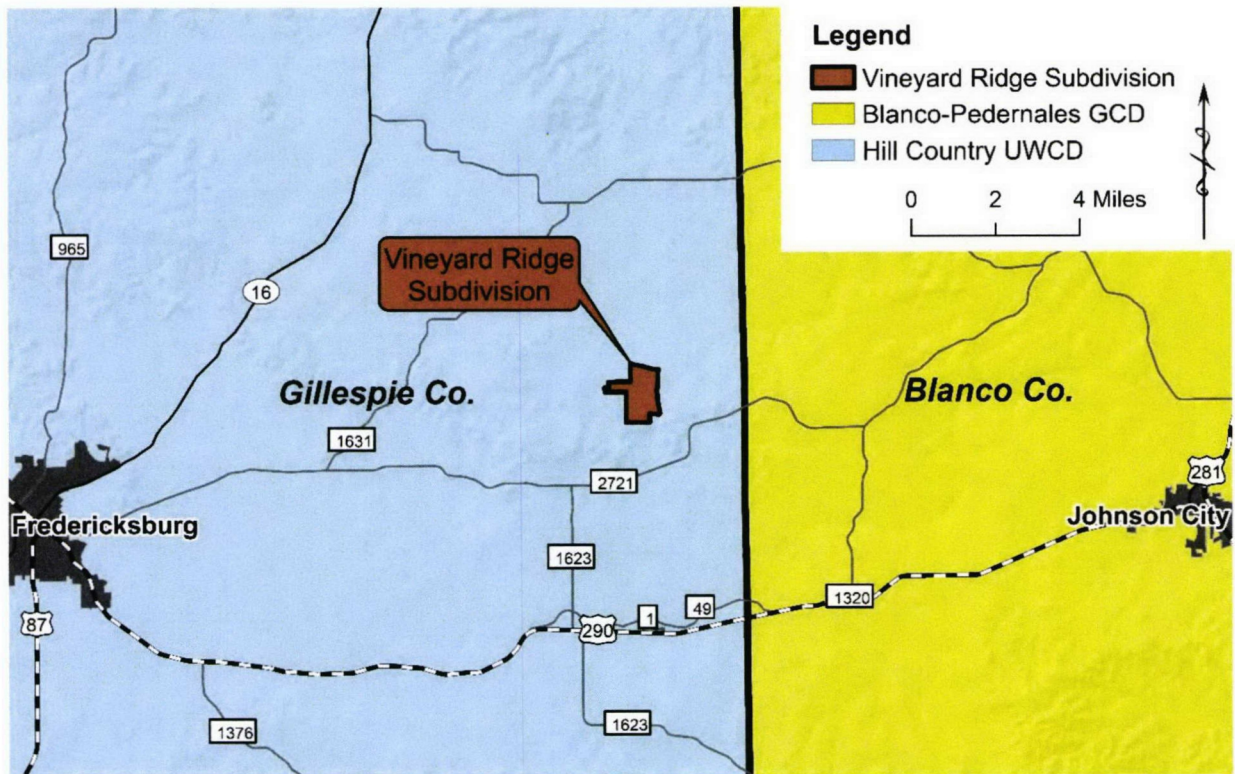 Legend
Vineyard Ridge Subdivision
Blanco-Pedernales GCD
Hill Country UWCD
0 2 4 Miles
965
16
Vineyard Ridge
Subdivision
Gillespie Co.
Blanco Co.
1631
2721
281
Fredericksburg
Johnson City
1623
87
290
1
49
1320
1376
1623